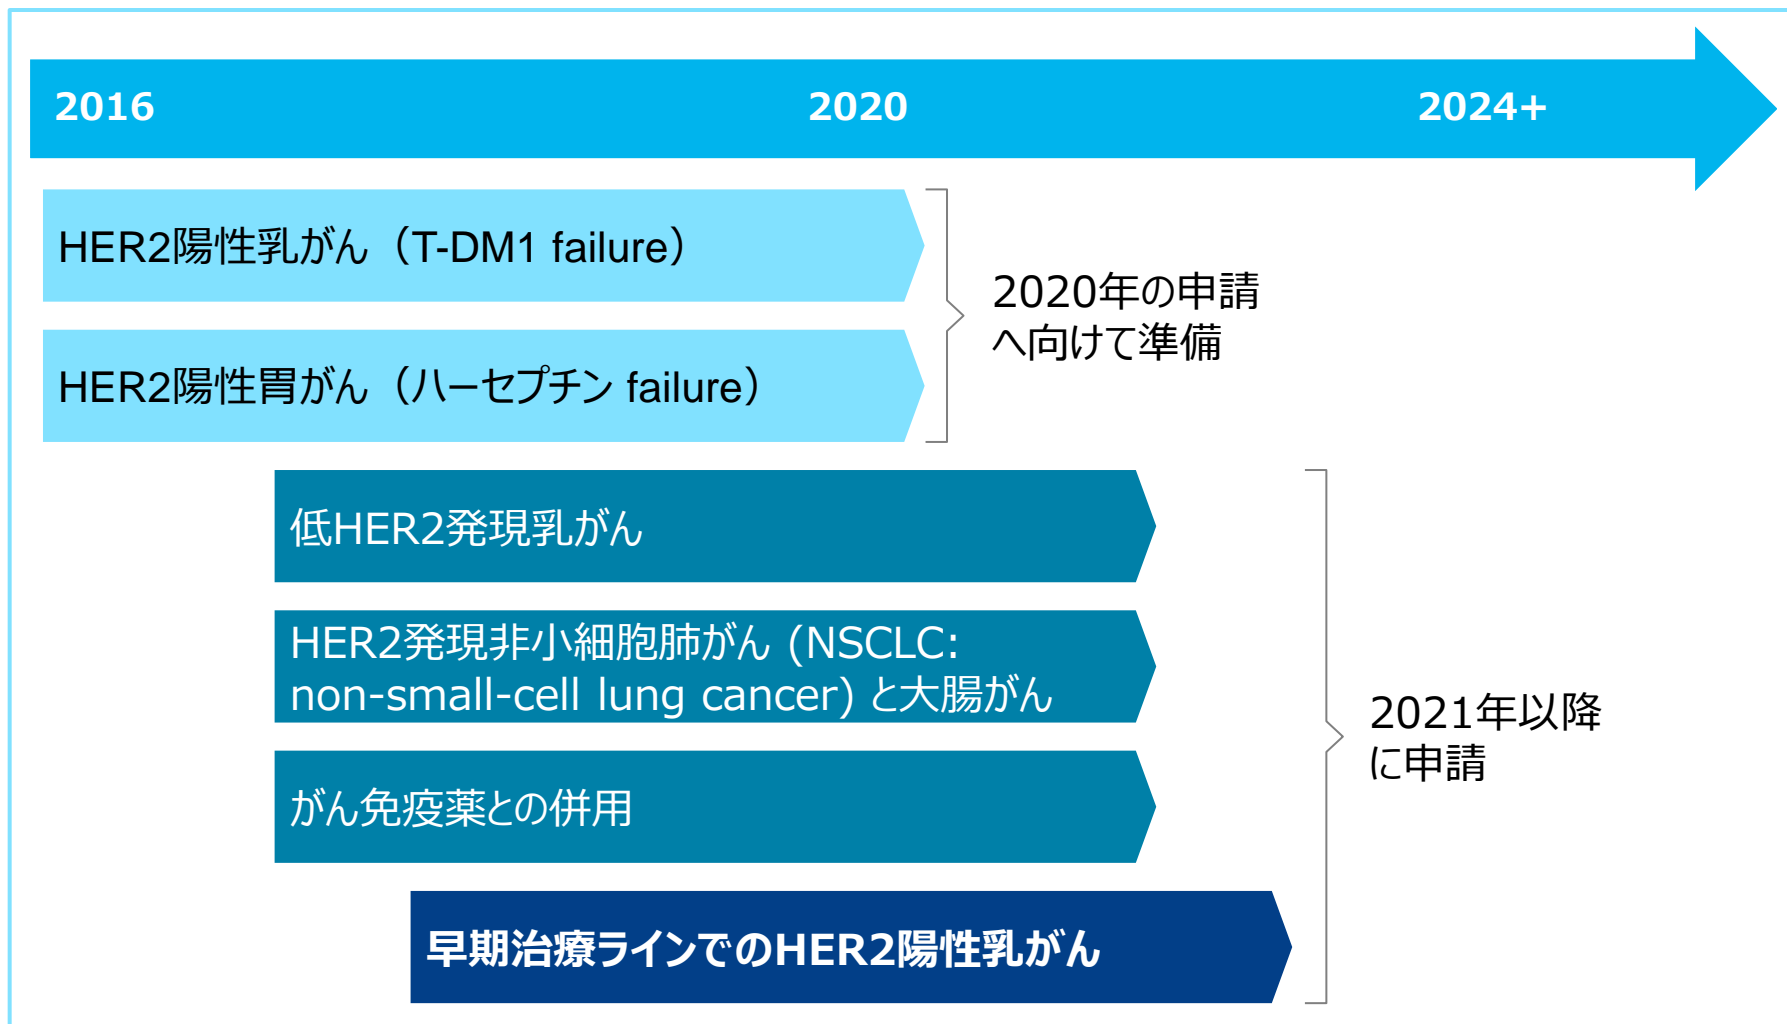 2016 2020 2024+
HER2陽性乳がん（T-DM1 failure）
HER2陽性胃がん（ハーセプチン failure）
2020年の申請
へ向けて準備
低HER2発現乳がん
HER2発現非小細胞肺がん (NSCLC:
non-small-cell lung cancer) と大腸がん
がん免疫薬との併用
早期治療ラインでのHER2陽性乳がん
2021年以降
に申請